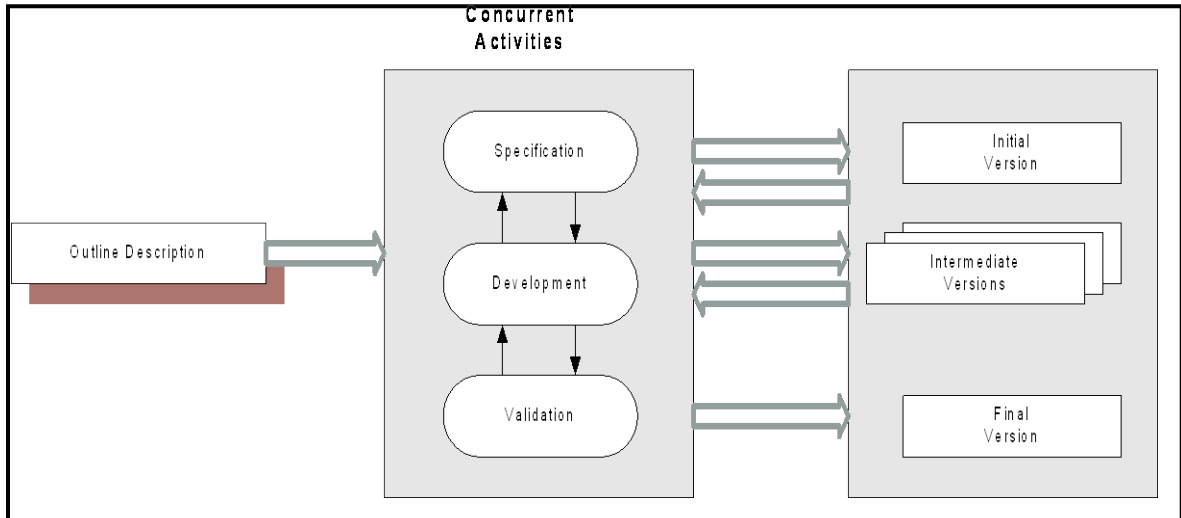 Concurrent
Activities
Specification
Initial
Version
Outline Description
Development
Intermediate
Versions
Validation
Final
Version